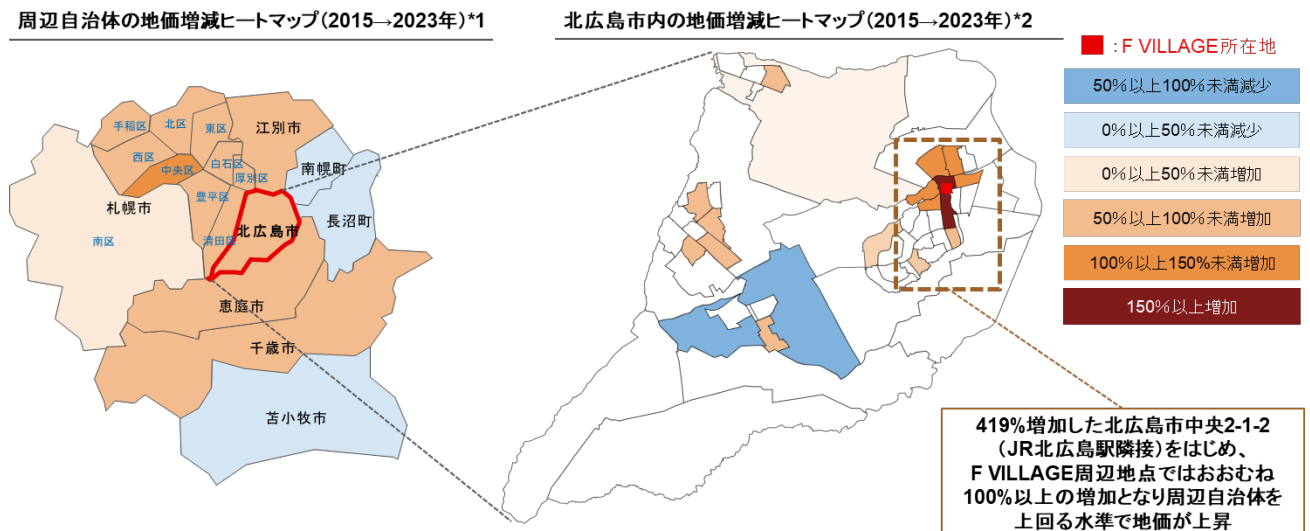 周辺自治体の地価増減ヒートマップ(2015→2023年)*1
北広島市内の地価増減ヒートマップ(2015→2023年)*2
：F VILLAGE所在地
50%以上100%未満減少
0%以上50%未満減少
0%以上50%未満増加
50%以上100%未満増加
100%以上150%未満増加
150%以上増加
手稲区
北区
東区
江別市
西区
白石区
中央区
厚別区
南幌町
札幌市
豊平区
長沼町
南区
清田区
北広島市
恵庭市
千歳市
苫小牧市
419%増加した北広島市中央2-1-2
（JR北広島駅隣接）をはじめ、
F VILLAGE周辺地点ではおおむね
100%以上の増加となり周辺自治体を
上回る水準で地価が上昇